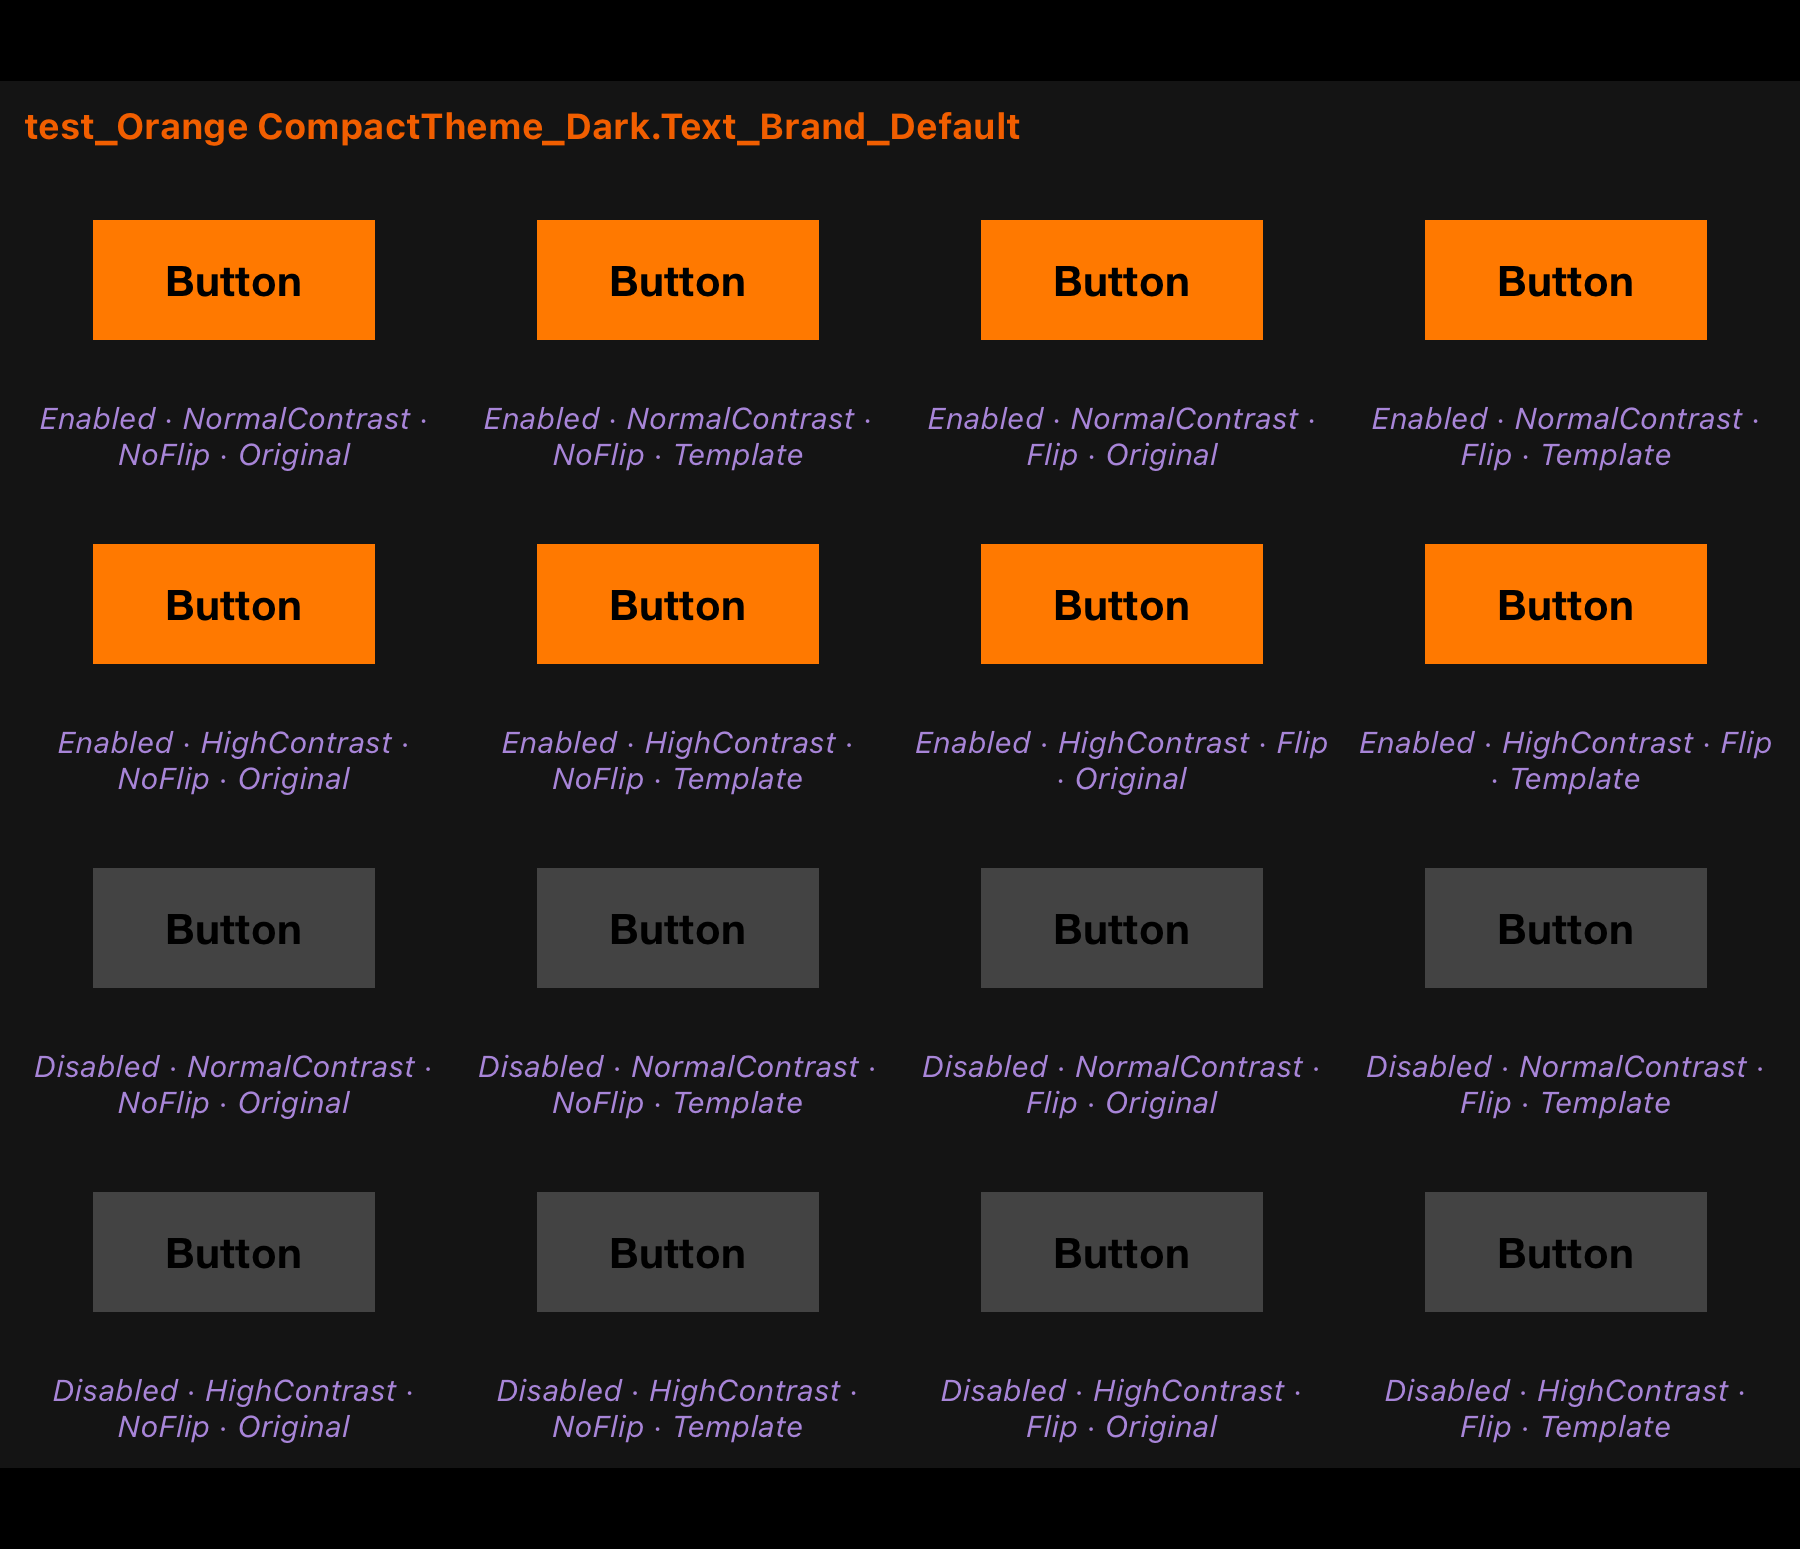 test_Orange CompactTheme_Dark.Text_Brand_Default
Button Button Button Button
Enabled · NormalContrast · Enabled · NormalContrast · Enabled · NormalContrast · Enabled · NormalContrast ·
NoFlip · Original NoFlip · Template Flip · Original Flip · Template
Button Button Button Button
Enabled · HighContrast · Enabled · HighContrast · Enabled · HighContrast · Flip Enabled · HighContrast · Flip
NoFlip · Original NoFlip · Template · Original · Template
Button Button Button Button
Disabled · NormalContrast · Disabled · NormalContrast · Disabled · NormalContrast · Disabled · NormalContrast ·
NoFlip · Original NoFlip · Template Flip · Original Flip · Template
Button Button Button Button
Disabled · HighContrast · Disabled · HighContrast · Disabled · HighContrast · Disabled · HighContrast ·
NoFlip · Original NoFlip · Template Flip · Original Flip · Template